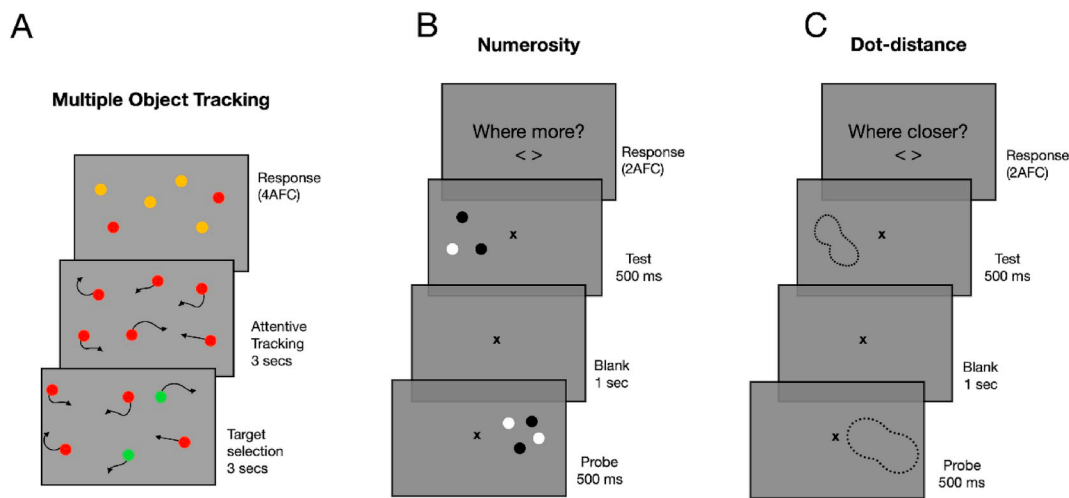 A
Multiple Object Tracking
Response
(4AFC)
Attentive
Tracking
3 secs
Target
selection
3 secs
B
Numerosity
Where more?
< >
Response
(2AFC)
x
Test
500 ms
x
Blank
1 sec
x
Probe
500 ms
C
Dot-distance
Where closer?
< >
Response
(2AFC)
x
Test
500 ms
x
Blank
1 sec
x
Probe
500 ms